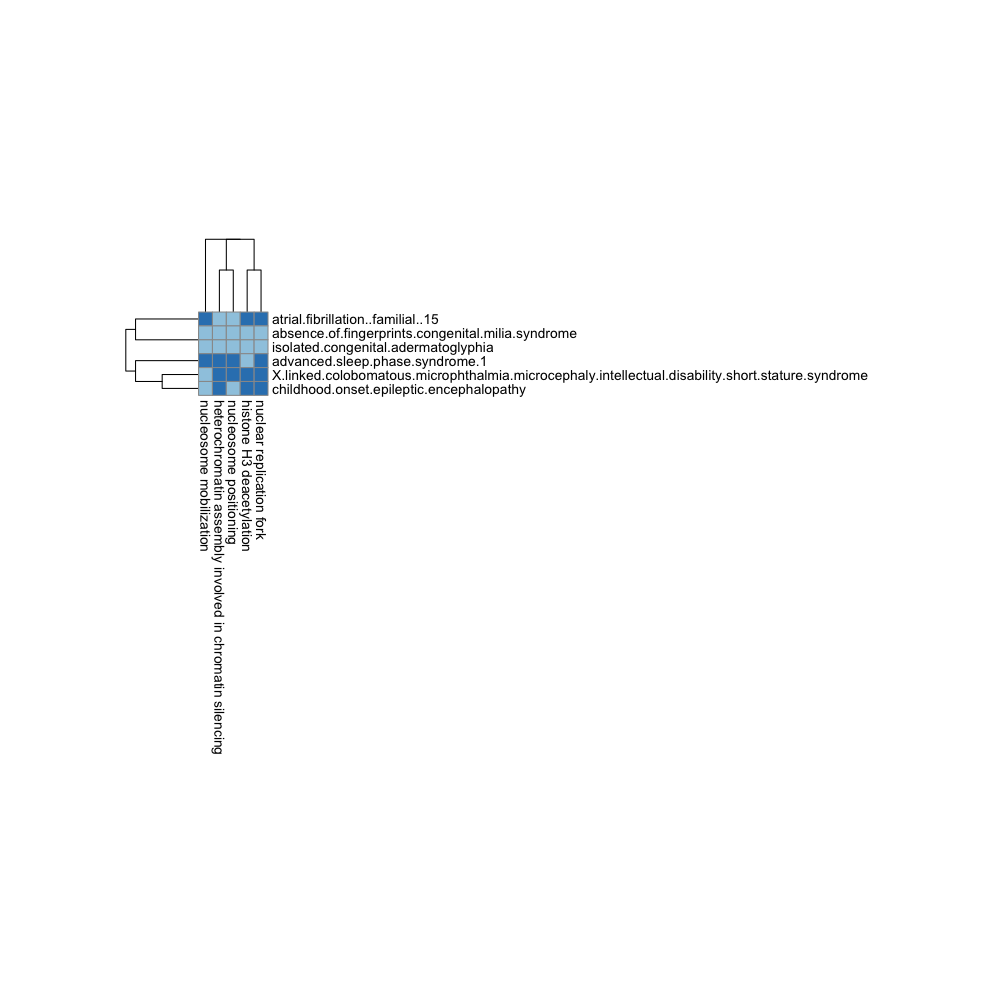 atrial.fibrillation..familial..15
absence.of.fingerprints.congenital.milia.syndrome
isolated.congenital.adermatoglyphia
advanced.sleep.phase.syndrome.1
X.linked.colobomatous.microphthalmia.microcephaly.intellectual.disability.short.stature.syndrome
childhood.onset.epileptic.encephalopathy
nucleosome mobilization
heterochromatin assembly involved in chromatin silencing
nucleosome positioning
histone H3 deacetylation
nuclear replication fork